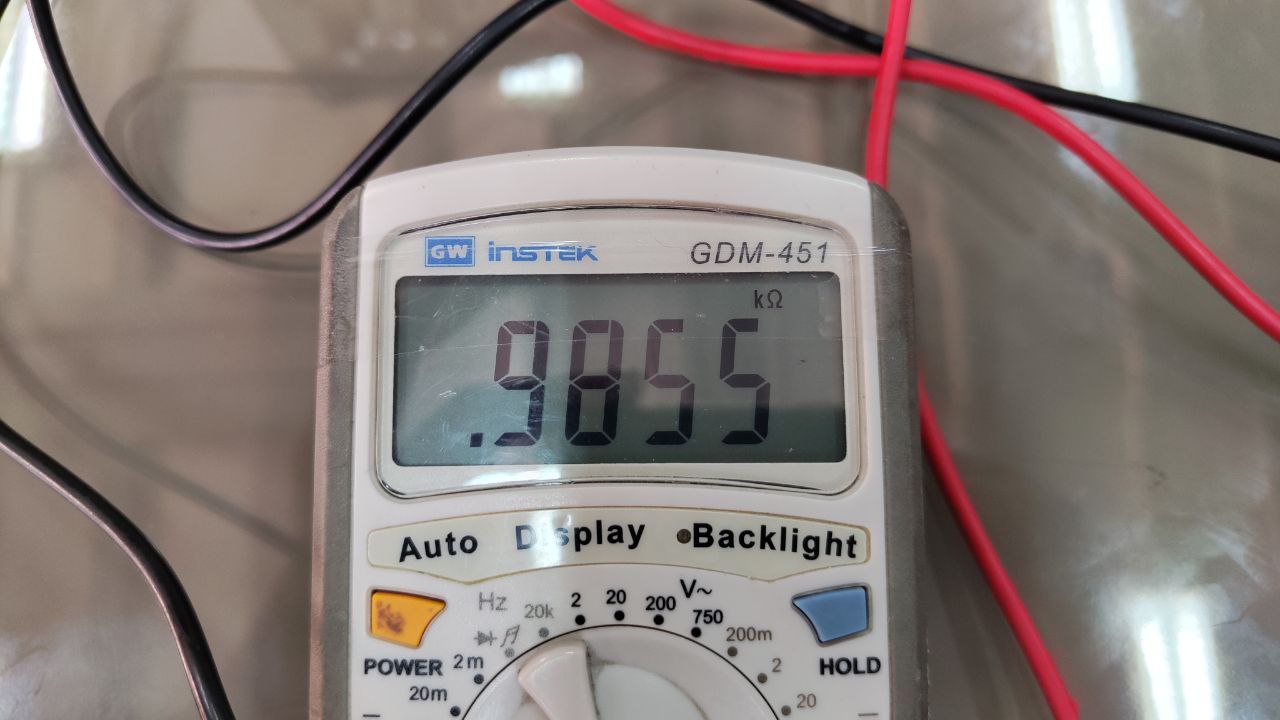 GW INSTEK GDM-451
kΩ
.9855
Auto Display Backlight
Hz 20k 2 20 200 V~ 750 200m 2 20
POWER 2m 20m
HOLD